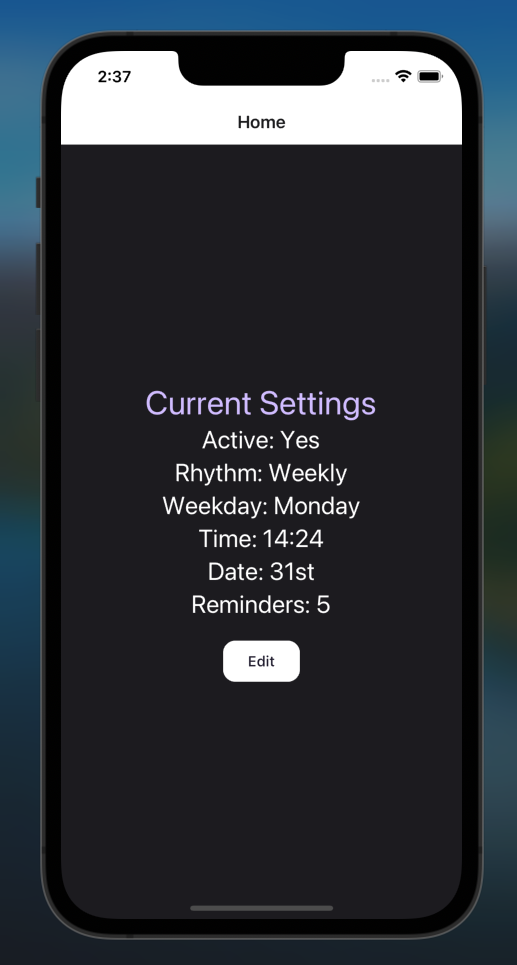 2:37
Home
Current Settings
Active: Yes
Rhythm: Weekly
Weekday: Monday
Time: 14:24
Date: 31st
Reminders: 5
Edit